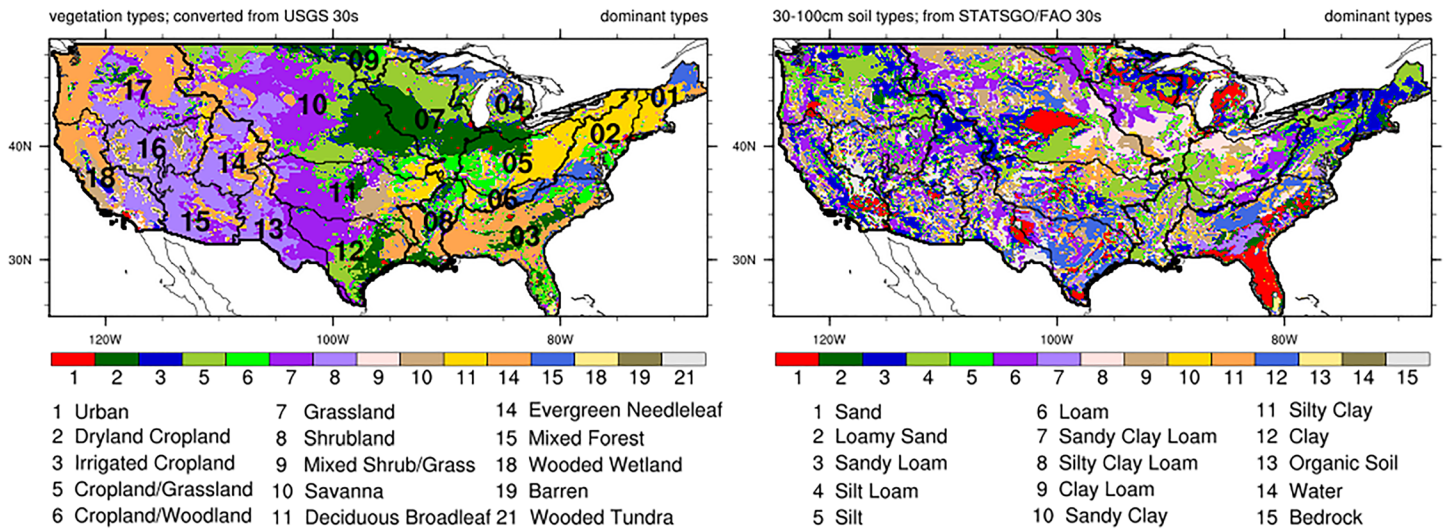 vegetation types; converted from USGS 30s dominant types
09
17
10
04
01
07
02
16
14
05
18
11
06
15
13
08
03
12
40N
30N
120W 100W 80W
1 2 3 5 6 7 8 9 10 11 14 15 18 19 21
1 Urban
2 Dryland Cropland
3 Irrigated Cropland
5 Cropland/Grassland
6 Cropland/Woodland
7 Grassland
8 Shrubland
9 Mixed Shrub/Grass
10 Savanna
11 Deciduous Broadleaf
14 Evergreen Needleleaf
15 Mixed Forest
18 Wooded Wetland
19 Barren
21 Wooded Tundra
30-100cm soil types; from STATSGO/FAO 30s dominant types
40N
30N
120W 100W 80W
1 2 3 4 5 6 7 8 9 10 11 12 13 14 15
1 Sand
2 Loamy Sand
3 Sandy Loam
4 Silt Loam
5 Silt
6 Loam
7 Sandy Clay Loam
8 Silty Clay Loam
9 Clay Loam
10 Sandy Clay
11 Silty Clay
12 Clay
13 Organic Soil
14 Water
15 Bedrock